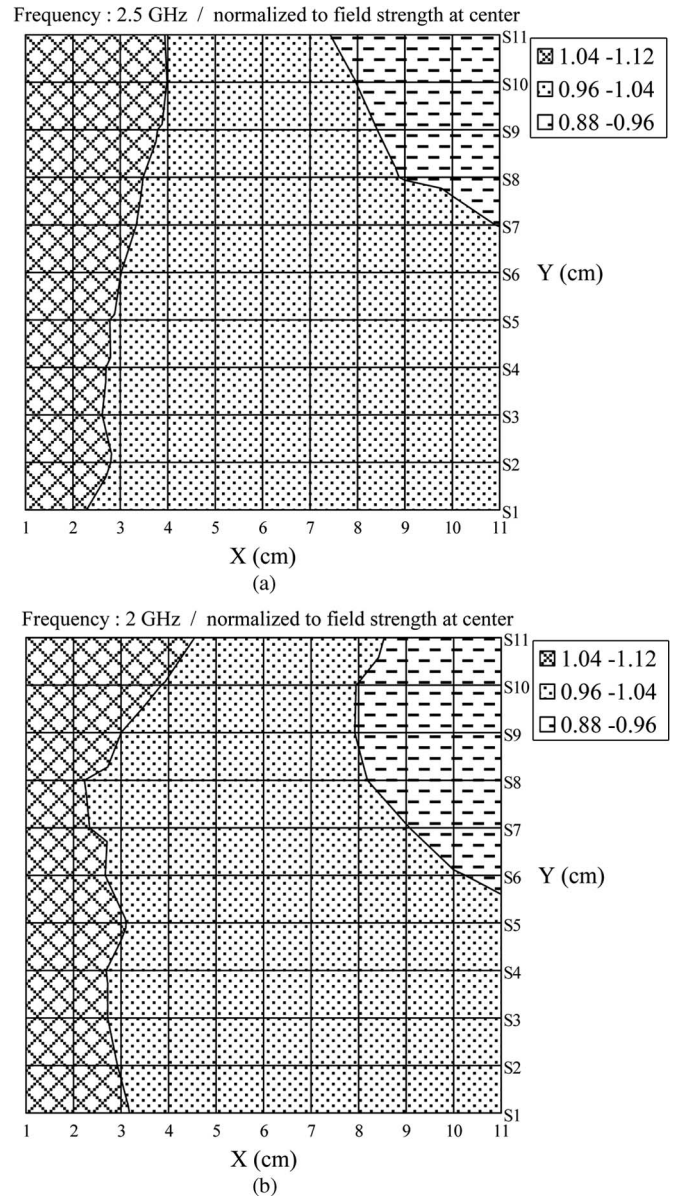 Frequency : 2.5 GHz / normalized to field strength at center
S11
1.04 -1.12
S10
0.96 -1.04
S9
0.88 -0.96
S8
S7
S6
Y (cm)
S5
S4
S3
S2
S1
1 2 3 4 5 6 7 8 9 10 11
X (cm)
(a)
Frequency : 2 GHz / normalized to field strength at center
S11
1.04 -1.12
S10
0.96 -1.04
S9
0.88 -0.96
S8
S7
S6
Y (cm)
S5
S4
S3
S2
S1
1 2 3 4 5 6 7 8 9 10 11
X (cm)
(b)